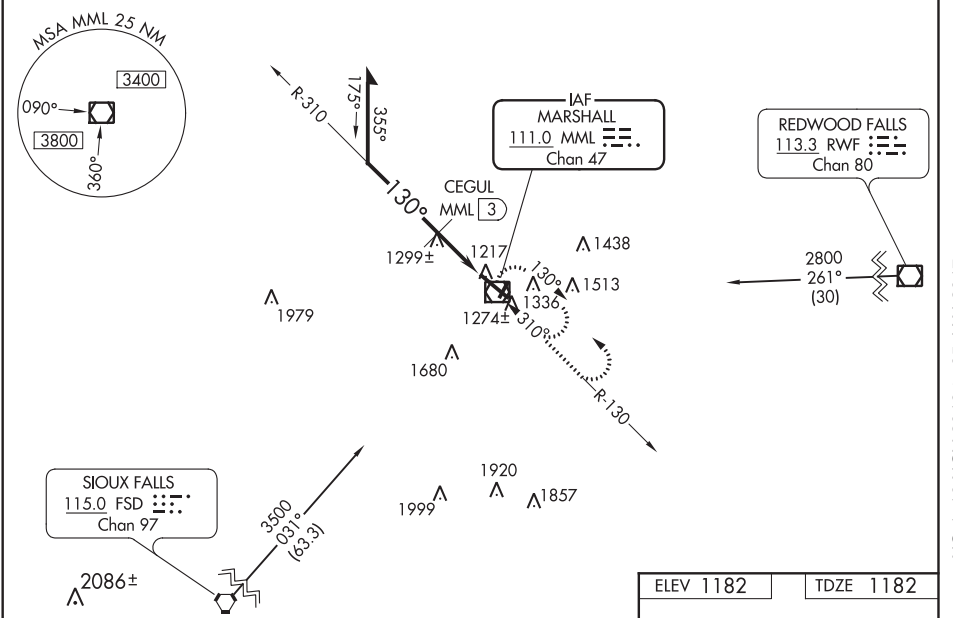 MSA MML 25 NM
3400
090°
3800
360°
R-310
175°
355°
130°
CEGUL
MML 3
1299±
IAF
MARSHALL
111.0 MML
Chan 47
REDWOOD FALLS
113.3 RWF
Chan 80
1438
1217
130°
1513
1336
1274±
310°
2800
261°
(30)
1979
1680
R-130
SIOUX FALLS
115.0 FSD
Chan 97
3500
031°
(63.3)
1920
1999
1857
2086±
ELEV 1182
TDZE 1182